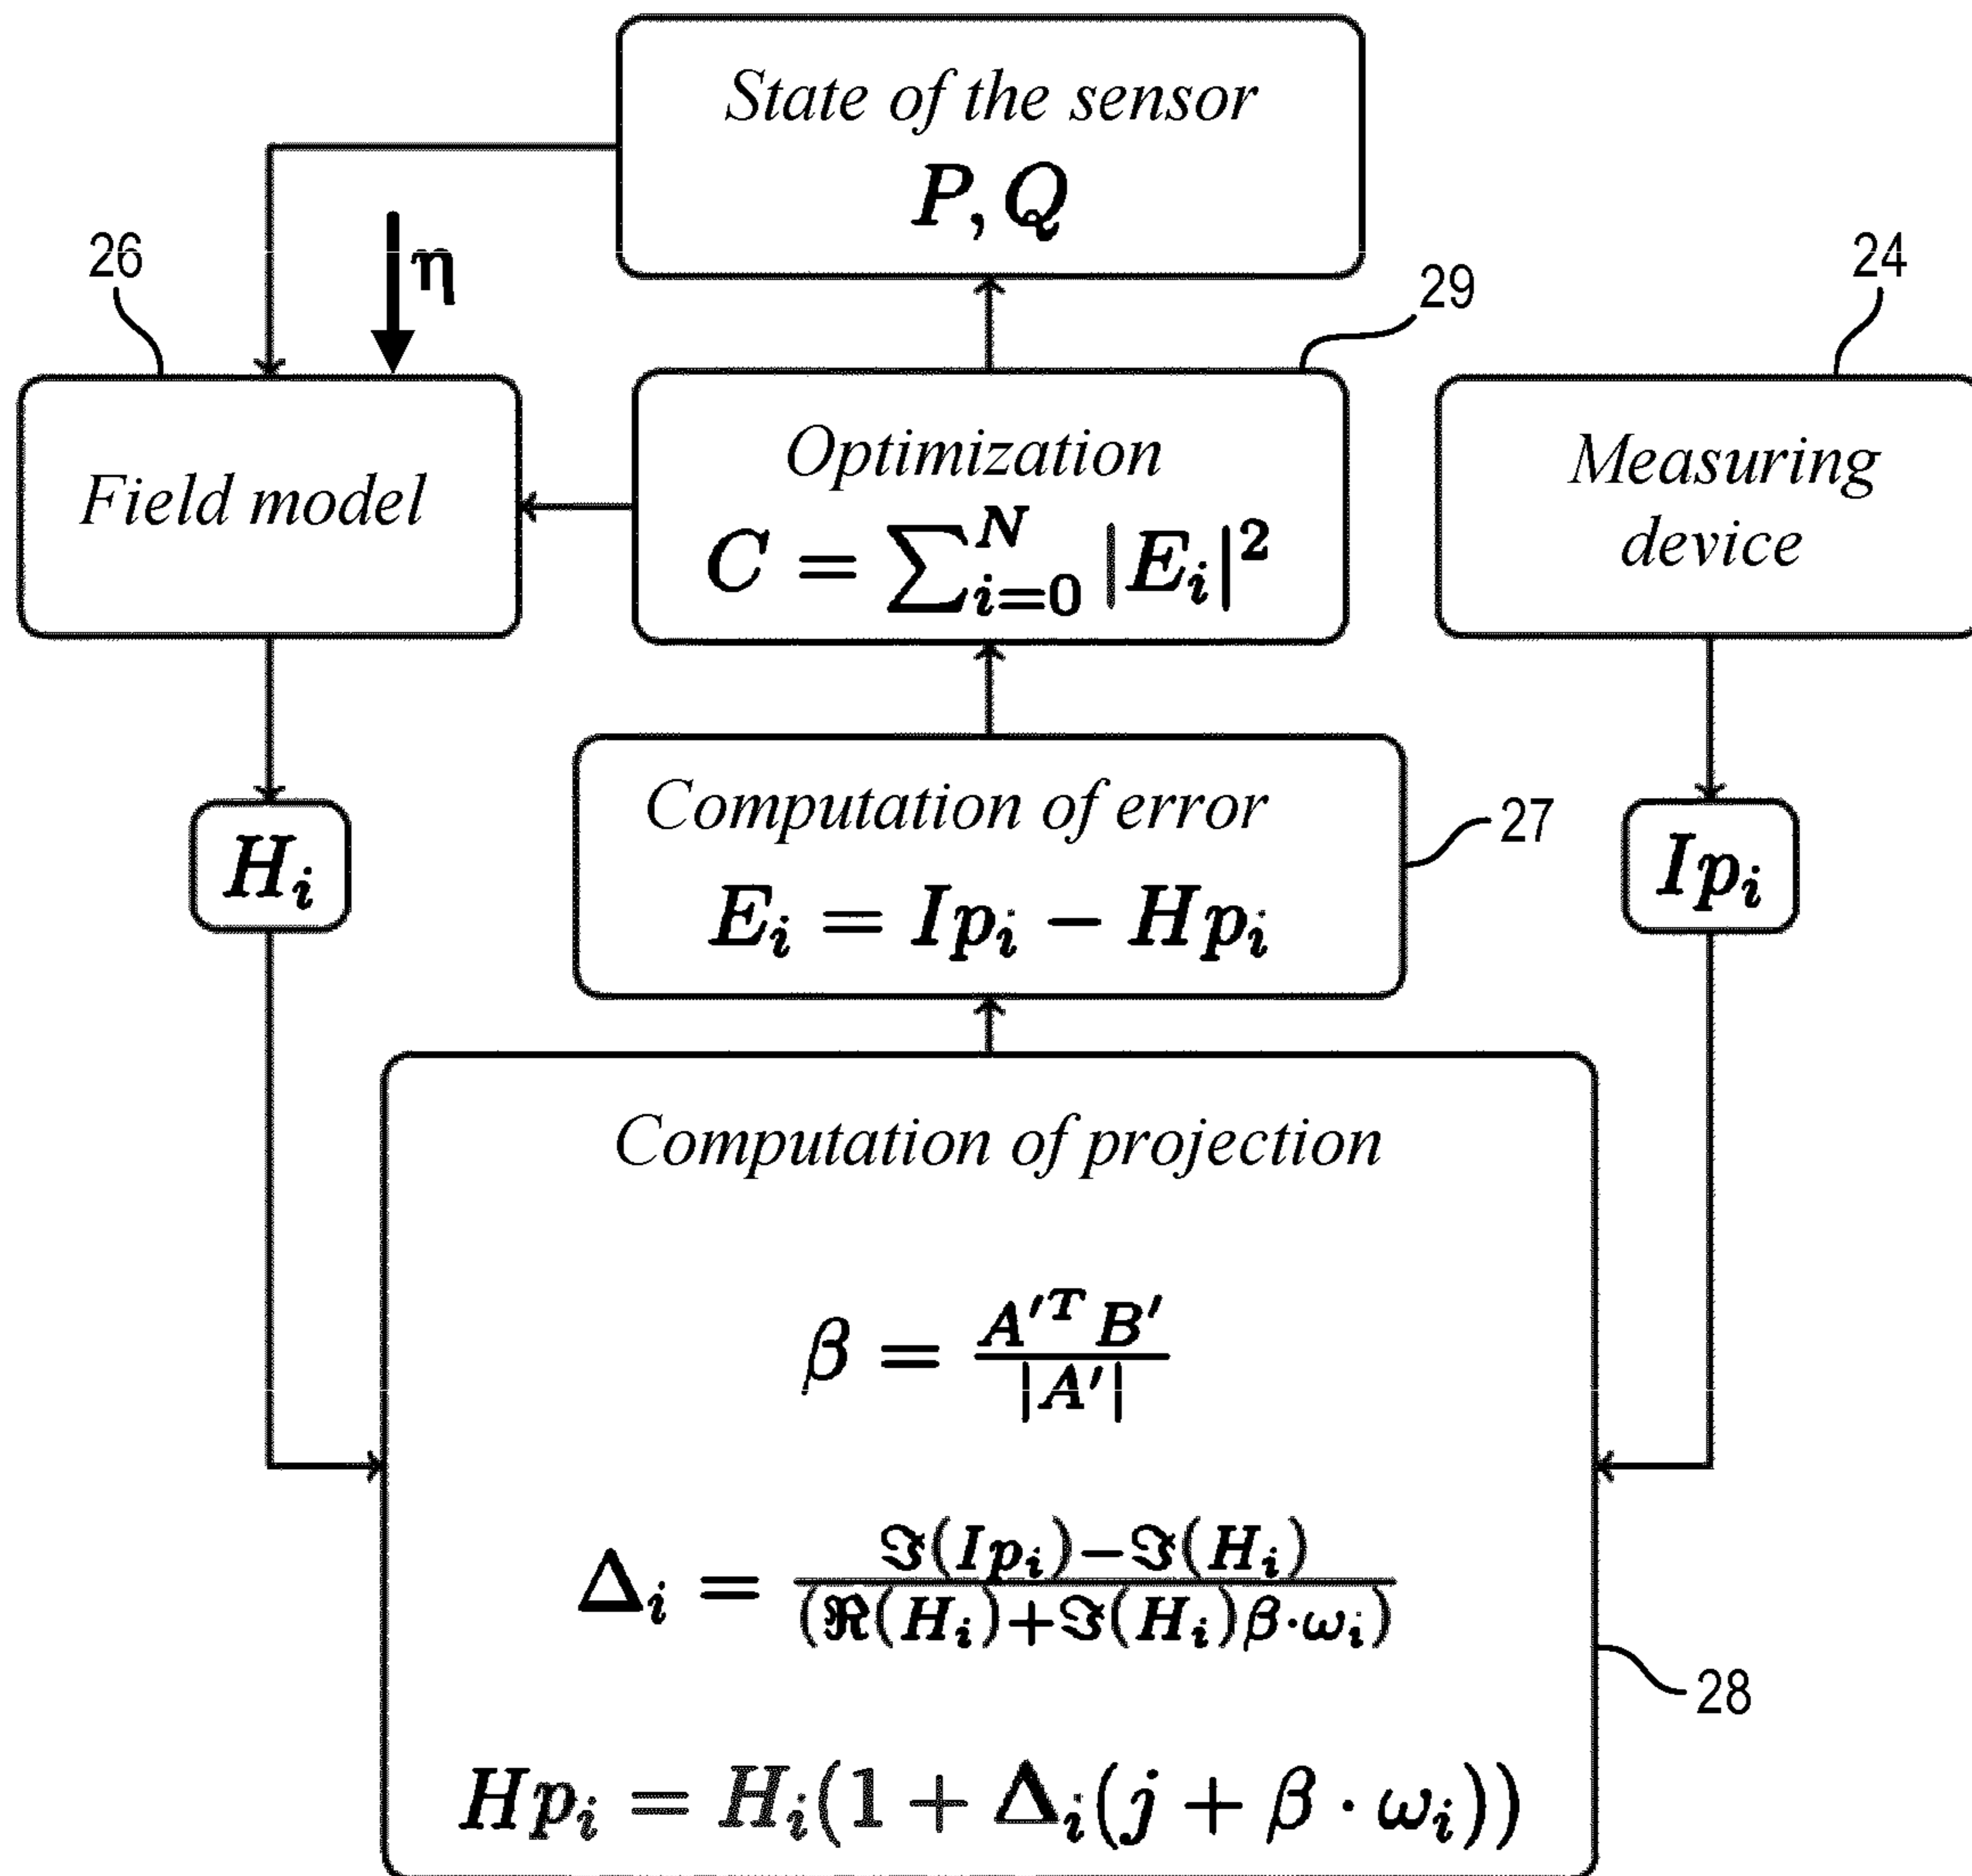 State of the sensor
P, Q
26
η
24
29
Field model
Optimization
C = ∑_{i=0}^{N} |E_i|^2
Measuring
device
H_i
Computation of error
E_i = Ip_i − Hp_i
27
Ip_i
Computation of projection
β = \frac{A'^T B'}{|A'|}
Δ_i = \frac{ℑ(Ip_i)−ℑ(H_i)}{(ℜ(H_i)+ℑ(H_i)β·ω_i)}
28
Hp_i = H_i(1 + Δ_i(j + β · ω_i))